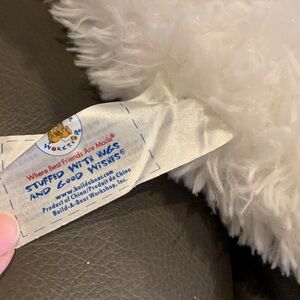 WORKSHOP
Where Best Friends Are Made®
STUFFED WITH HUGS
AND GOOD WISHES®
www.buildabear.com
Product of China/Produit de Chine
Build-A-Bear Workshop, Inc.